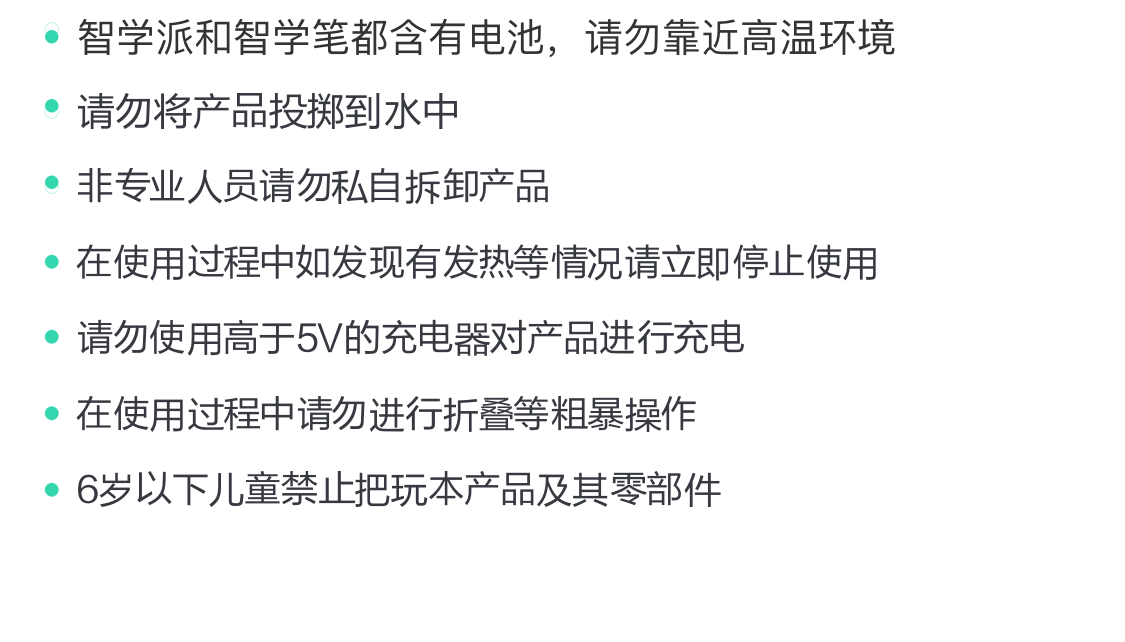 智学派和智学笔都含有电池，请勿靠近高温环境
请勿将产品投掷到水中
非专业人员请勿私自拆卸产品
在使用过程中如发现有发热等情况请立即停止使用
请勿使用高于5V的充电器对产品进行充电
在使用过程中请勿进行折叠等粗暴操作
6岁以下儿童禁止把玩本产品及其零部件